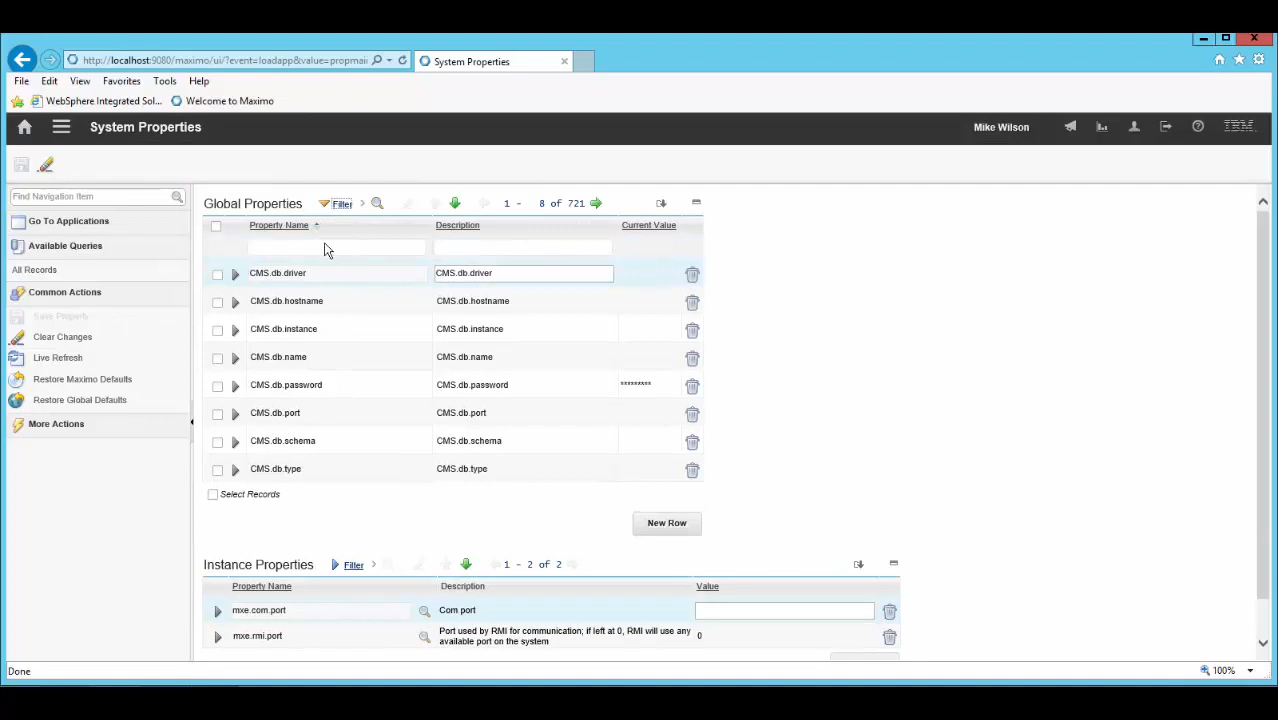 http://localhost:9080/maximo/ui/?event=loadapp&value=propmai
System Properties
File Edit View Favorites Tools Help
WebSphere Integrated Sol...
Welcome to Maximo
System Properties
Mike Wilson
IBM
Find Navigation Item
Go To Applications
Available Queries
All Records
Common Actions
Save Property
Clear Changes
Live Refresh
Restore Maximo Defaults
Restore Global Defaults
More Actions
Global Properties Filter 1 - 8 of 721
Property Name Description Current Value
CMS.db.driver CMS.db.driver
CMS.db.hostname CMS.db.hostname
CMS.db.instance CMS.db.instance
CMS.db.name CMS.db.name
CMS.db.password CMS.db.password *********
CMS.db.port CMS.db.port
CMS.db.schema CMS.db.schema
CMS.db.type CMS.db.type
Select Records
New Row
Instance Properties Filter 1 - 2 of 2
Property Name Description Value
mxe.com.port Com port
mxe.rmi.port Port used by RMI for communication; if left at 0, RMI will use any 0
available port on the system
Done
100%